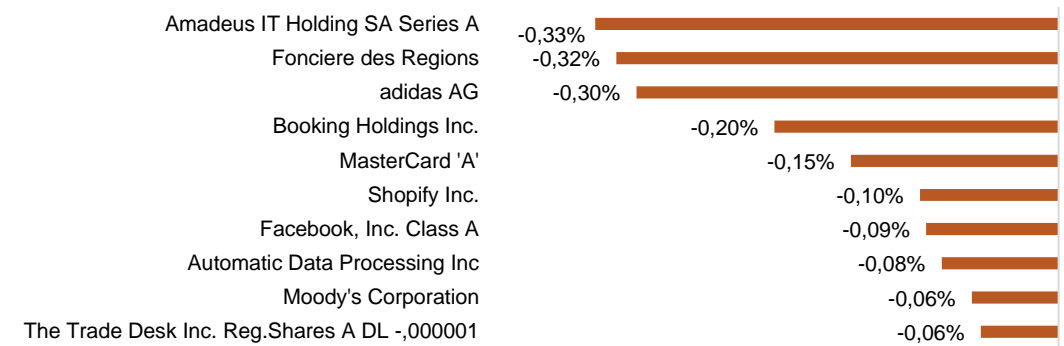 Amadeus IT Holding SA Series A -0,33%
Fonciere des Regions -0,32%
adidas AG -0,30%
Booking Holdings Inc. -0,20%
MasterCard 'A' -0,15%
Shopify Inc. -0,10%
Facebook, Inc. Class A -0,09%
Automatic Data Processing Inc -0,08%
Moody's Corporation -0,06%
The Trade Desk Inc. Reg.Shares A DL -,000001 -0,06%